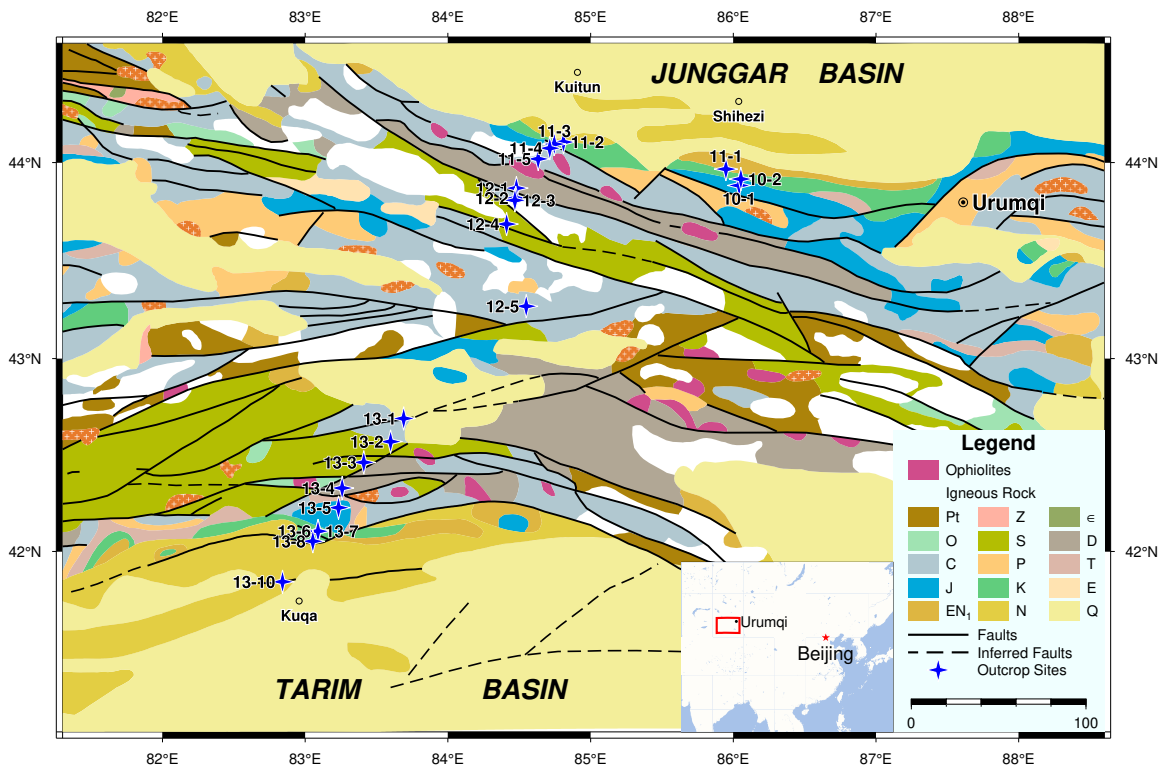 82°E
83°E
84°E
85°E
86°E
87°E
88°E
JUNGGAR BASIN
Kuitun
Shihezi
44°N
44°N
11-3
11-2
11-4
11-5
11-1
10-2
10-1
12-1
12-2
12-3
12-4
Urumqi
12-5
43°N
43°N
13-1
13-2
13-3
13-4
13-5
13-6
13-7
13-8
42°N
42°N
13-10
Kuqa
TARIM BASIN
Urumqi
Beijing
Legend
Ophiolites
Igneous Rock
Pt Z ∈
O S D
C P T
J K E
EN1 N Q
Faults
Inferred Faults
Outcrop Sites
0 100
82°E
83°E
84°E
85°E
86°E
87°E
88°E